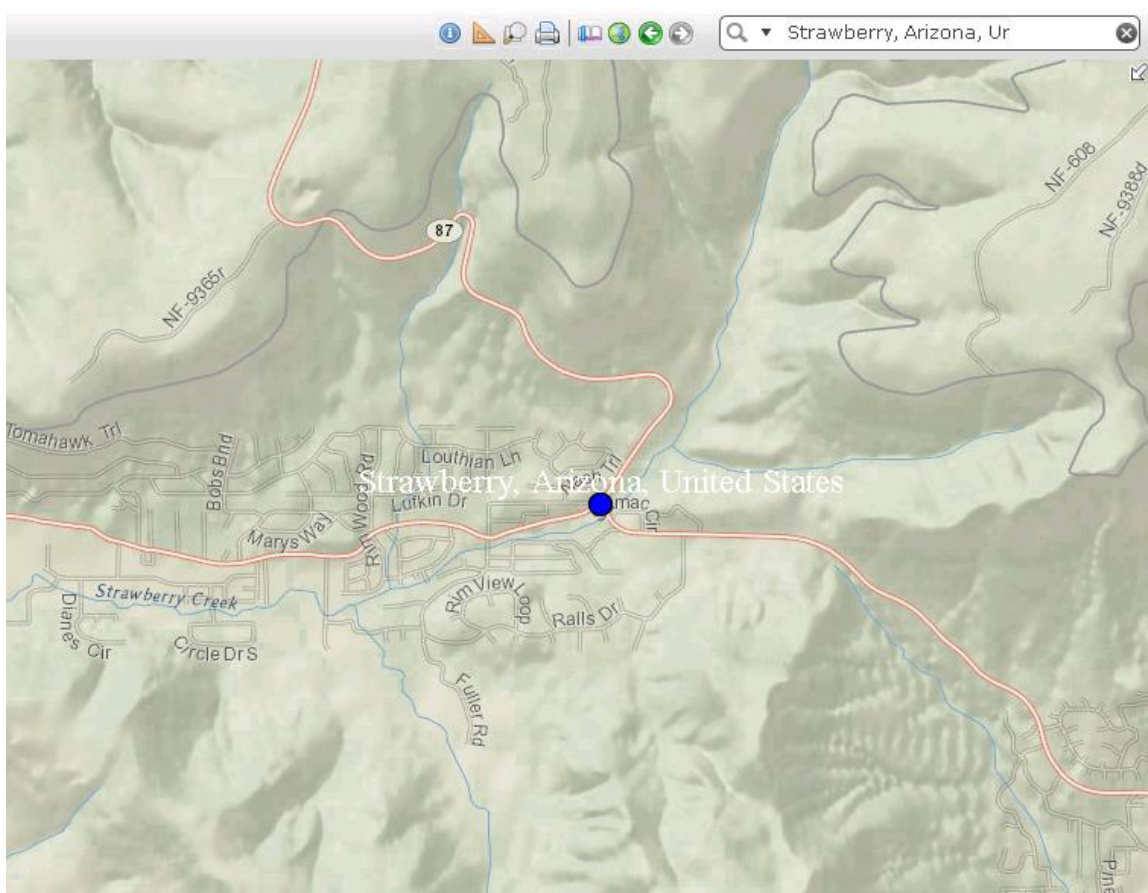 Strawberry, Arizona, Ur
NF-608
NF-9388d
87
NF-9365r
Tomahawk Trl
Bobs Bnd
Louthian Ln
Trl
Strawberry, Arizona, United States
Rim Wood Rd
Lufkin Dr
Cir
Marys Way
Strawberry Creek
Rim View Loop
Dianes Cir
Circle Dr S
Ralls Dr
Fuller Rd